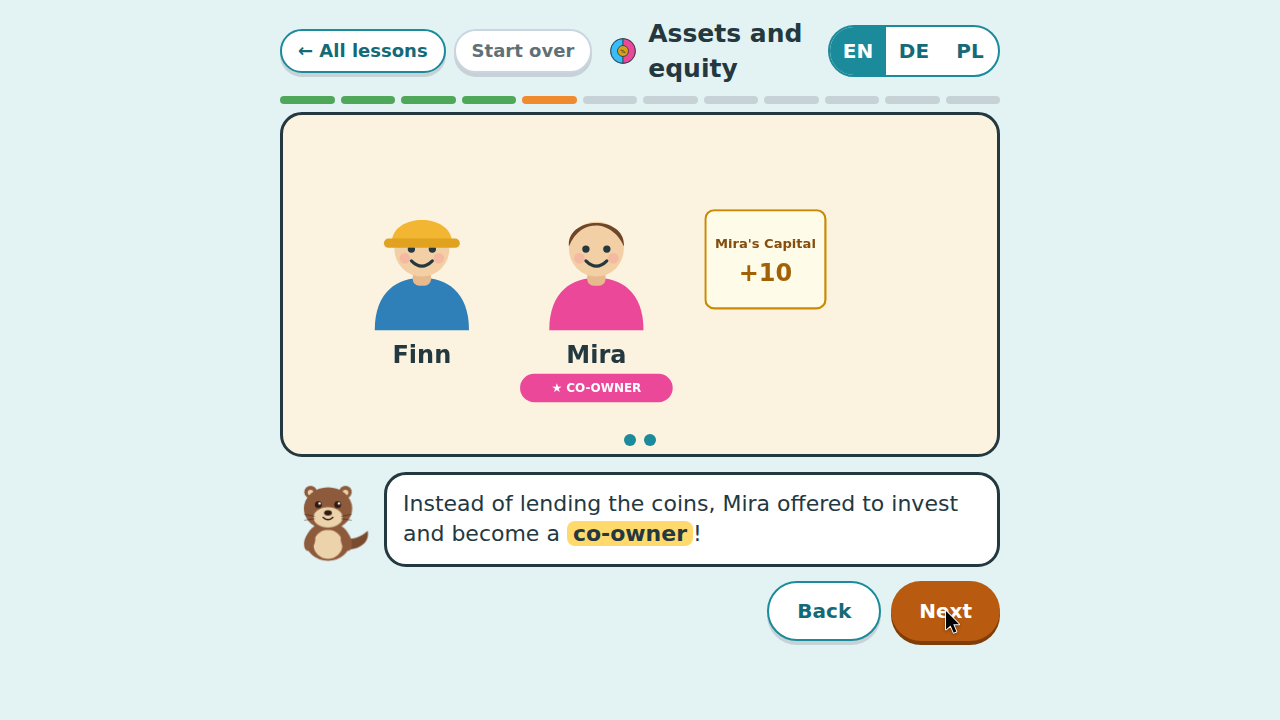 ← All lessons
Start over
Assets and
equity
EN
DE
PL
Mira's Capital
+10
Finn
Mira
★ CO-OWNER
Instead of lending the coins, Mira offered to invest
and become a co-owner!
Back
Next